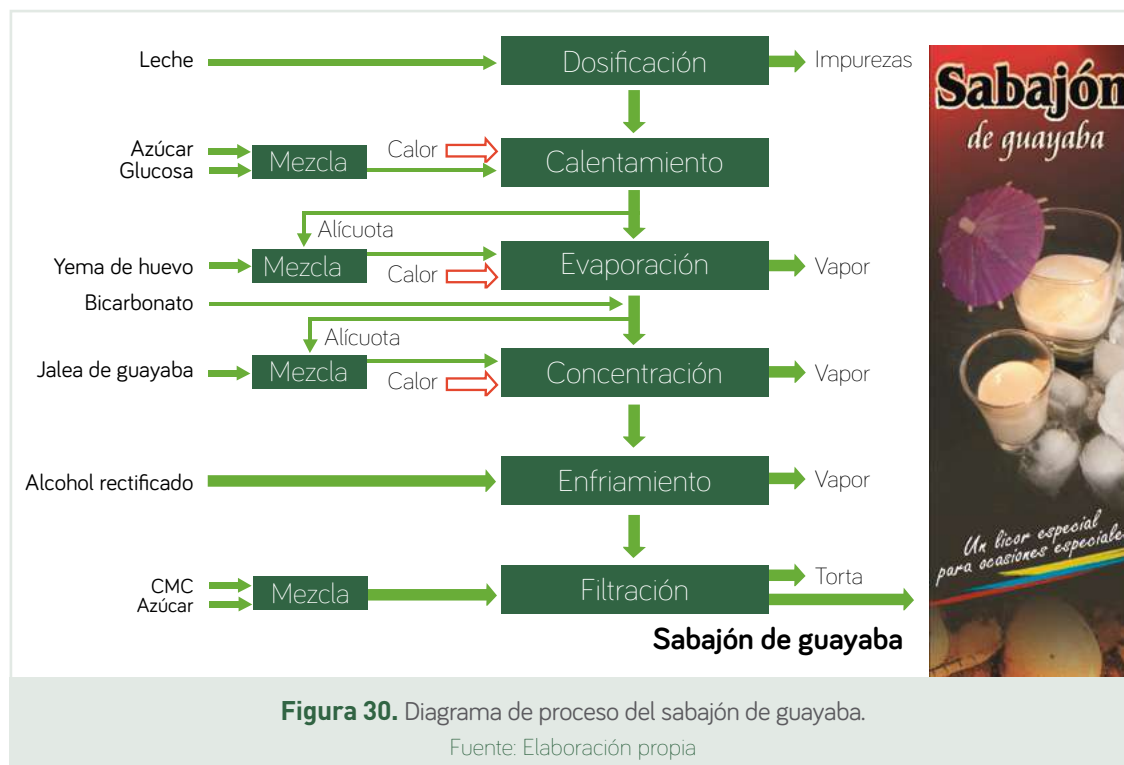 Leche
Dosificación
Impurezas
Azúcar
Glucosa
Mezcla
Calor
Calentamiento
Alícuota
Yema de huevo
Mezcla
Calor
Evaporación
Vapor
Bicarbonato
Alícuota
Jalea de guayaba
Mezcla
Calor
Concentración
Vapor
Alcohol rectificado
Enfriamiento
Vapor
CMC
Azúcar
Mezcla
Filtración
Torta
Sabajón de guayaba
Sabajón
de guayaba
Un licor especial
para ocasiones especiales
Figura 30. Diagrama de proceso del sabajón de guayaba.
Fuente: Elaboración propia